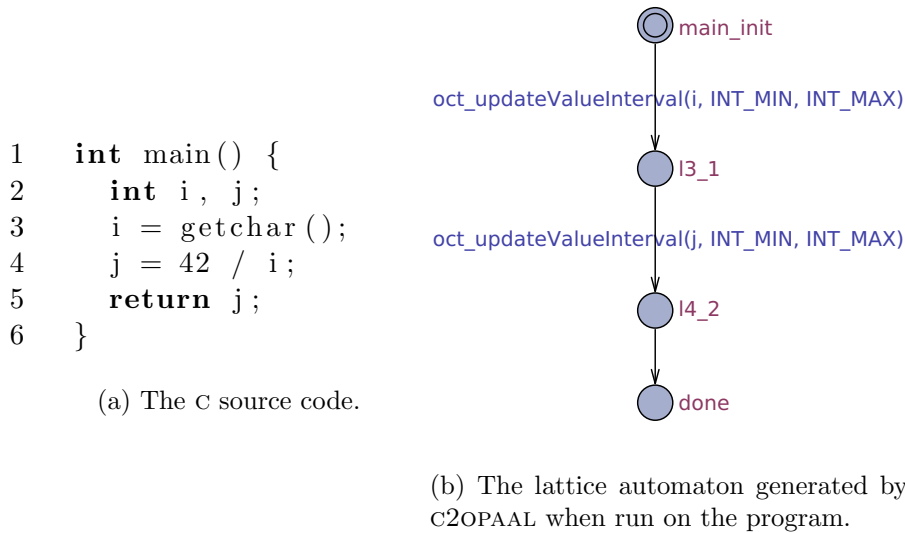 1 int main() {
2 int i, j;
3 i = getchar();
4 j = 42 / i;
5 return j;
6 }
(a) The C source code.
main_init
oct_updateValueInterval(i, INT_MIN, INT_MAX)
l3_1
oct_updateValueInterval(j, INT_MIN, INT_MAX)
l4_2
done
(b) The lattice automaton generated by
C2OPAAL when run on the program.